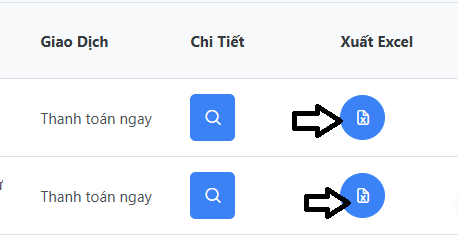 Giao Dịch Chi Tiết Xuất Excel
Thanh toán ngay
Thanh toán ngay